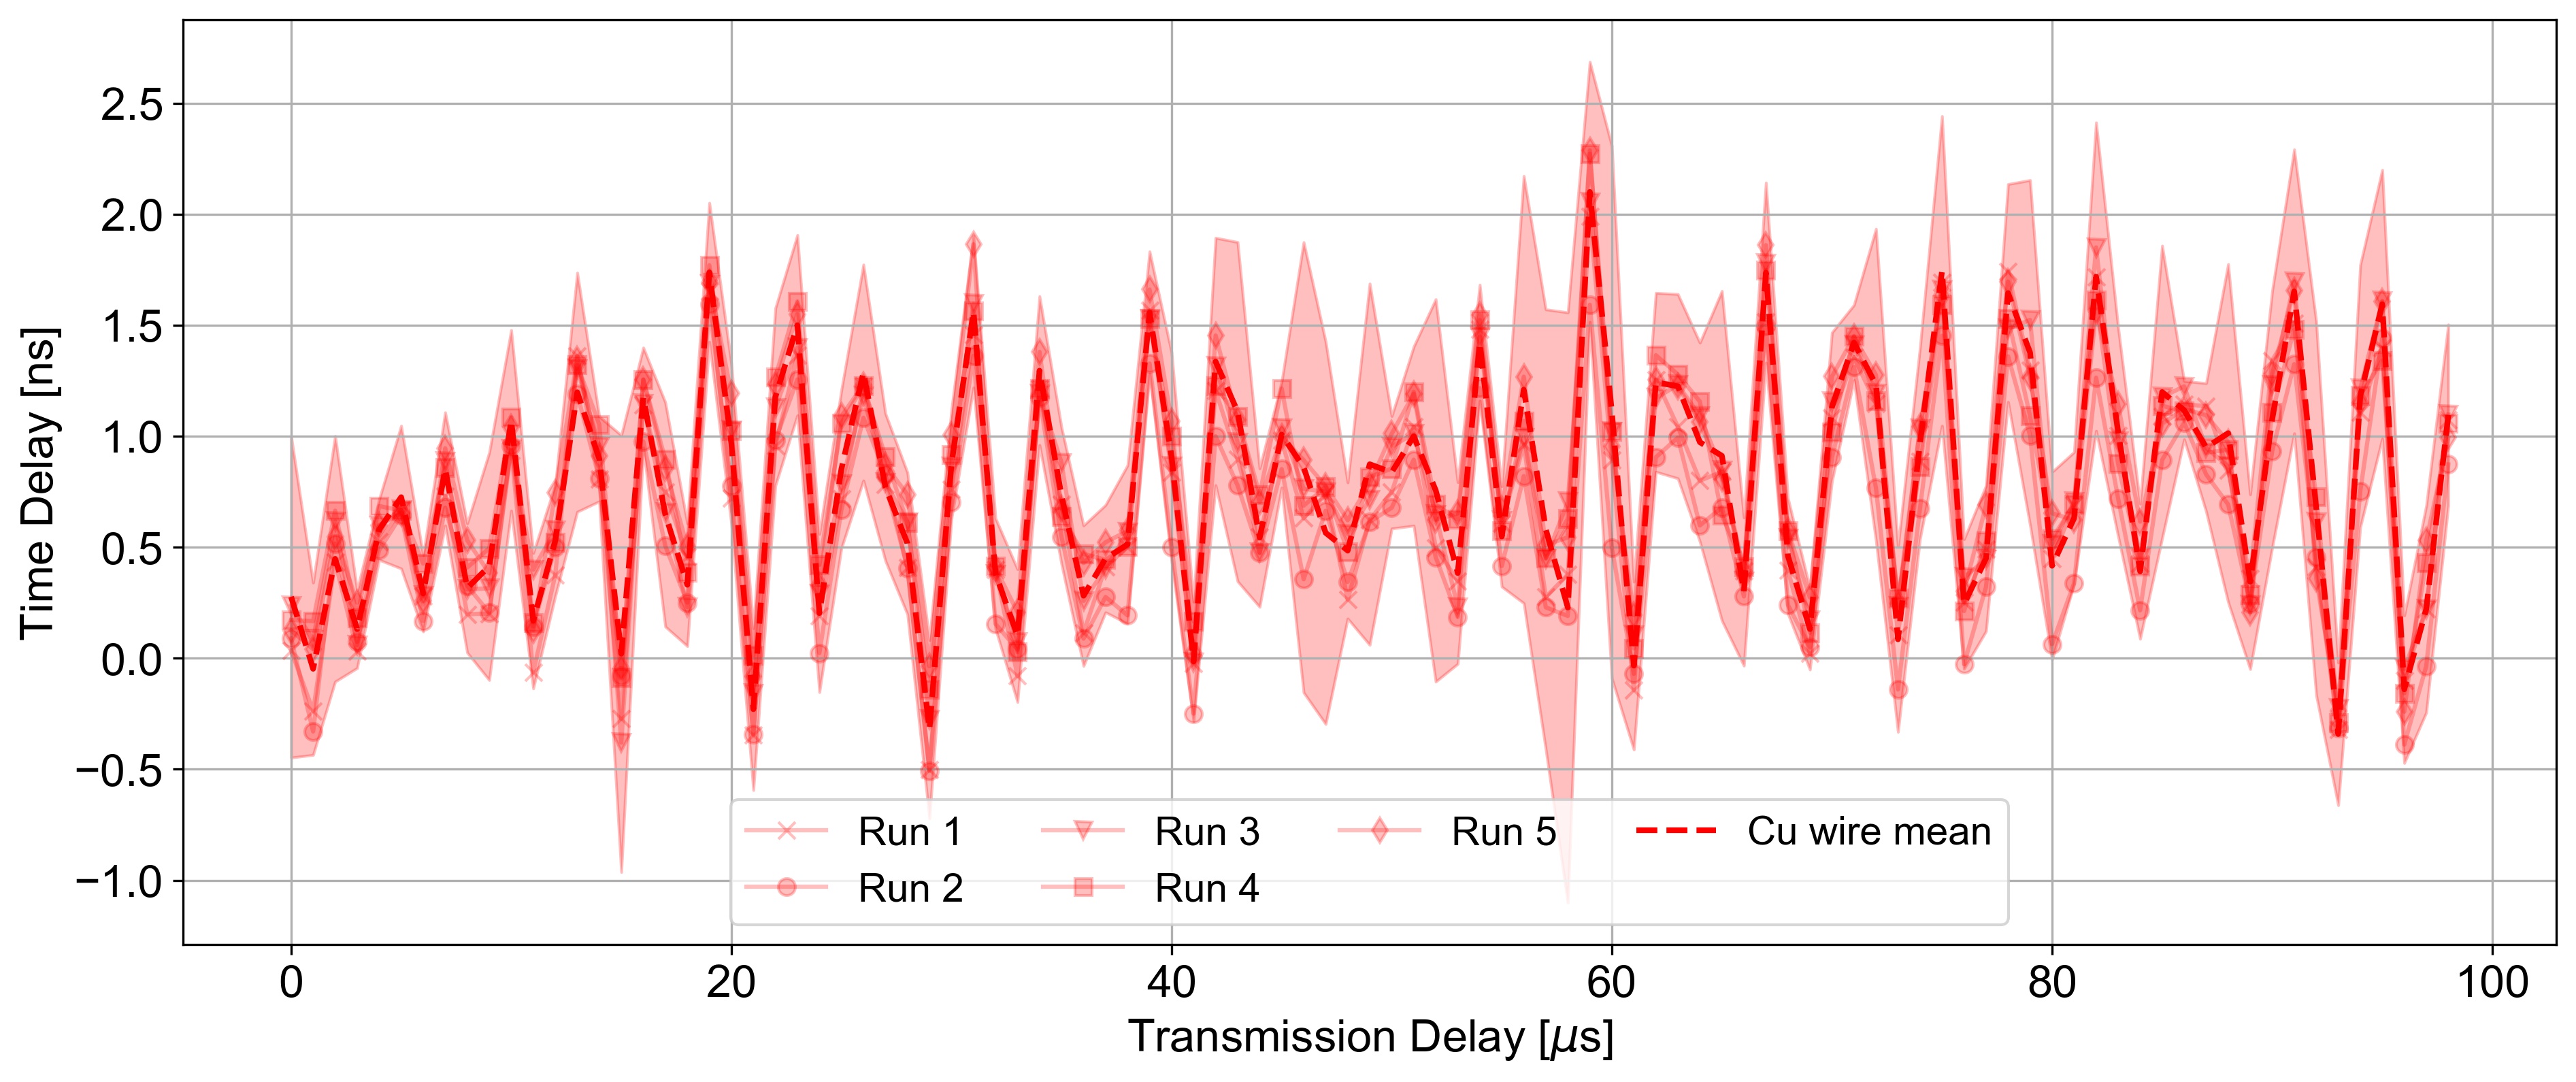 Time Delay [ns]
2.5
2.0
1.5
1.0
0.5
0.0
−0.5
−1.0
Run 1 Run 3 Run 5 Cu wire mean
Run 2 Run 4
0 20 40 60 80 100
Transmission Delay [μs]